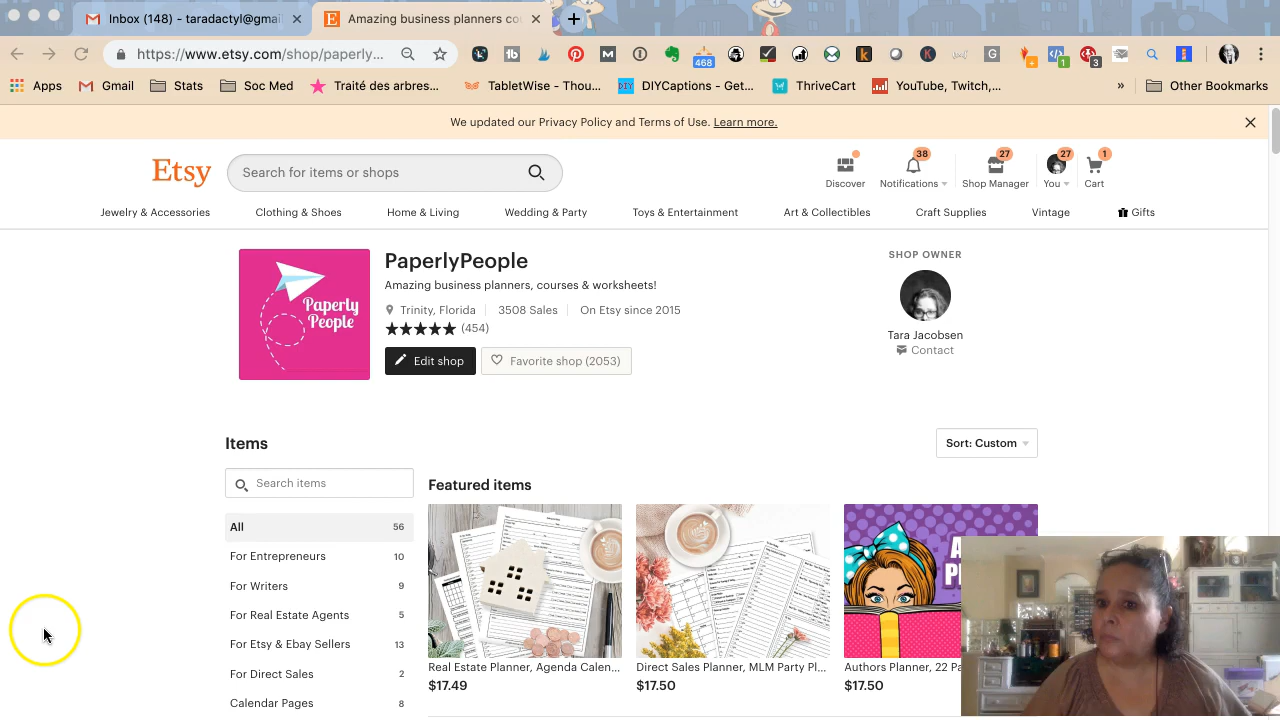 Inbox (148) - taradactyl@gmai
Amazing business planners co
https://www.etsy.com/shop/paperly...
468
1
3
Apps
Gmail
Stats
Soc Med
Traité des arbres...
TabletWise - Thou...
DIYCaptions - Get...
ThriveCart
YouTube, Twitch,...
»
Other Bookmarks
We updated our Privacy Policy and Terms of Use. Learn more.
Etsy
Search for items or shops
38
27
27
1
Discover
Notifications
Shop Manager
You
Cart
Jewelry & Accessories
Clothing & Shoes
Home & Living
Wedding & Party
Toys & Entertainment
Art & Collectibles
Craft Supplies
Vintage
Gifts
Paperly
People
PaperlyPeople
Amazing business planners, courses & worksheets!
Trinity, Florida
3508 Sales
On Etsy since 2015
(454)
Edit shop
Favorite shop (2053)
SHOP OWNER
Tara Jacobsen
Contact
Items
Sort: Custom
Search items
All 56
For Entrepreneurs 10
For Writers 9
For Real Estate Agents 5
For Etsy & Ebay Sellers 13
For Direct Sales 2
Calendar Pages 8
Featured items
Real Estate Planner, Agenda Calen...
$17.49
Direct Sales Planner, MLM Party Pl...
$17.50
Authors Planner, 22 Pa
$17.50